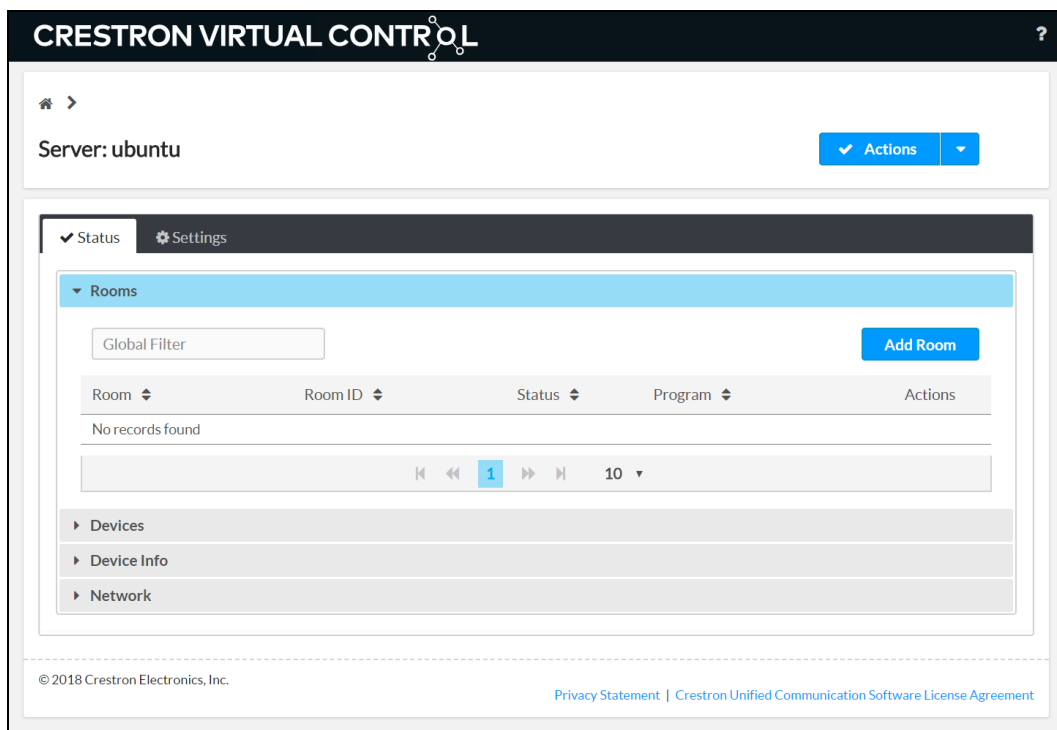 CRESTRON VIRTUAL CONTROL
?
Server: ubuntu
Actions
Status
Settings
Rooms
Global Filter
Add Room
Room
Room ID
Status
Program
Actions
No records found
1
10
Devices
Device Info
Network
© 2018 Crestron Electronics, Inc.
Privacy Statement | Crestron Unified Communication Software License Agreement